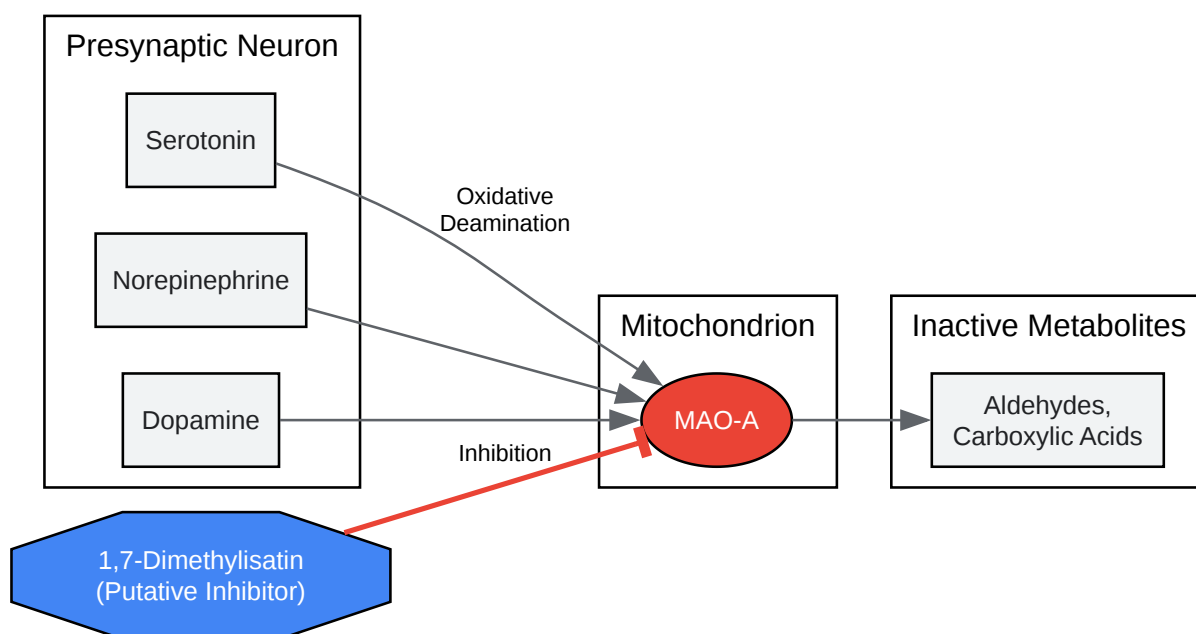 Presynaptic Neuron
Serotonin
Oxidative
Deamination
Norepinephrine
Mitochondrion
Inactive Metabolites
Dopamine
MAO-A
Aldehydes,
Carboxylic Acids
Inhibition
1,7-Dimethylisatin
(Putative Inhibitor)